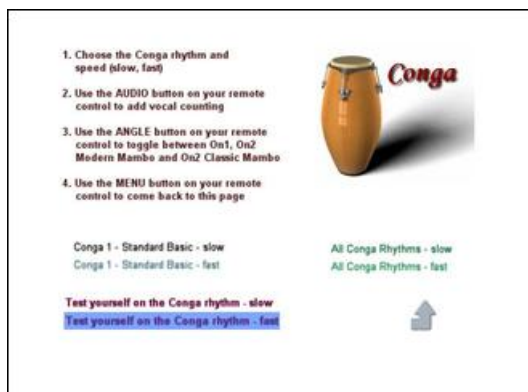 1. Choose the Conga rhythm and
speed (slow, fast)
Conga
2. Use the AUDIO button on your remote
control to add vocal counting
3. Use the ANGLE button on your remote
control to toggle between On1, On2
Modern Mambo and On2 Classic Mambo
4. Use the MENU button on your remote
control to come back to this page
Conga 1 - Standard Basic - slow
Conga 1 - Standard Basic - fast
All Conga Rhythms - slow
All Conga Rhythms - fast
Test yourself on the Conga rhythm - slow
Test yourself on the Conga rhythm - fast